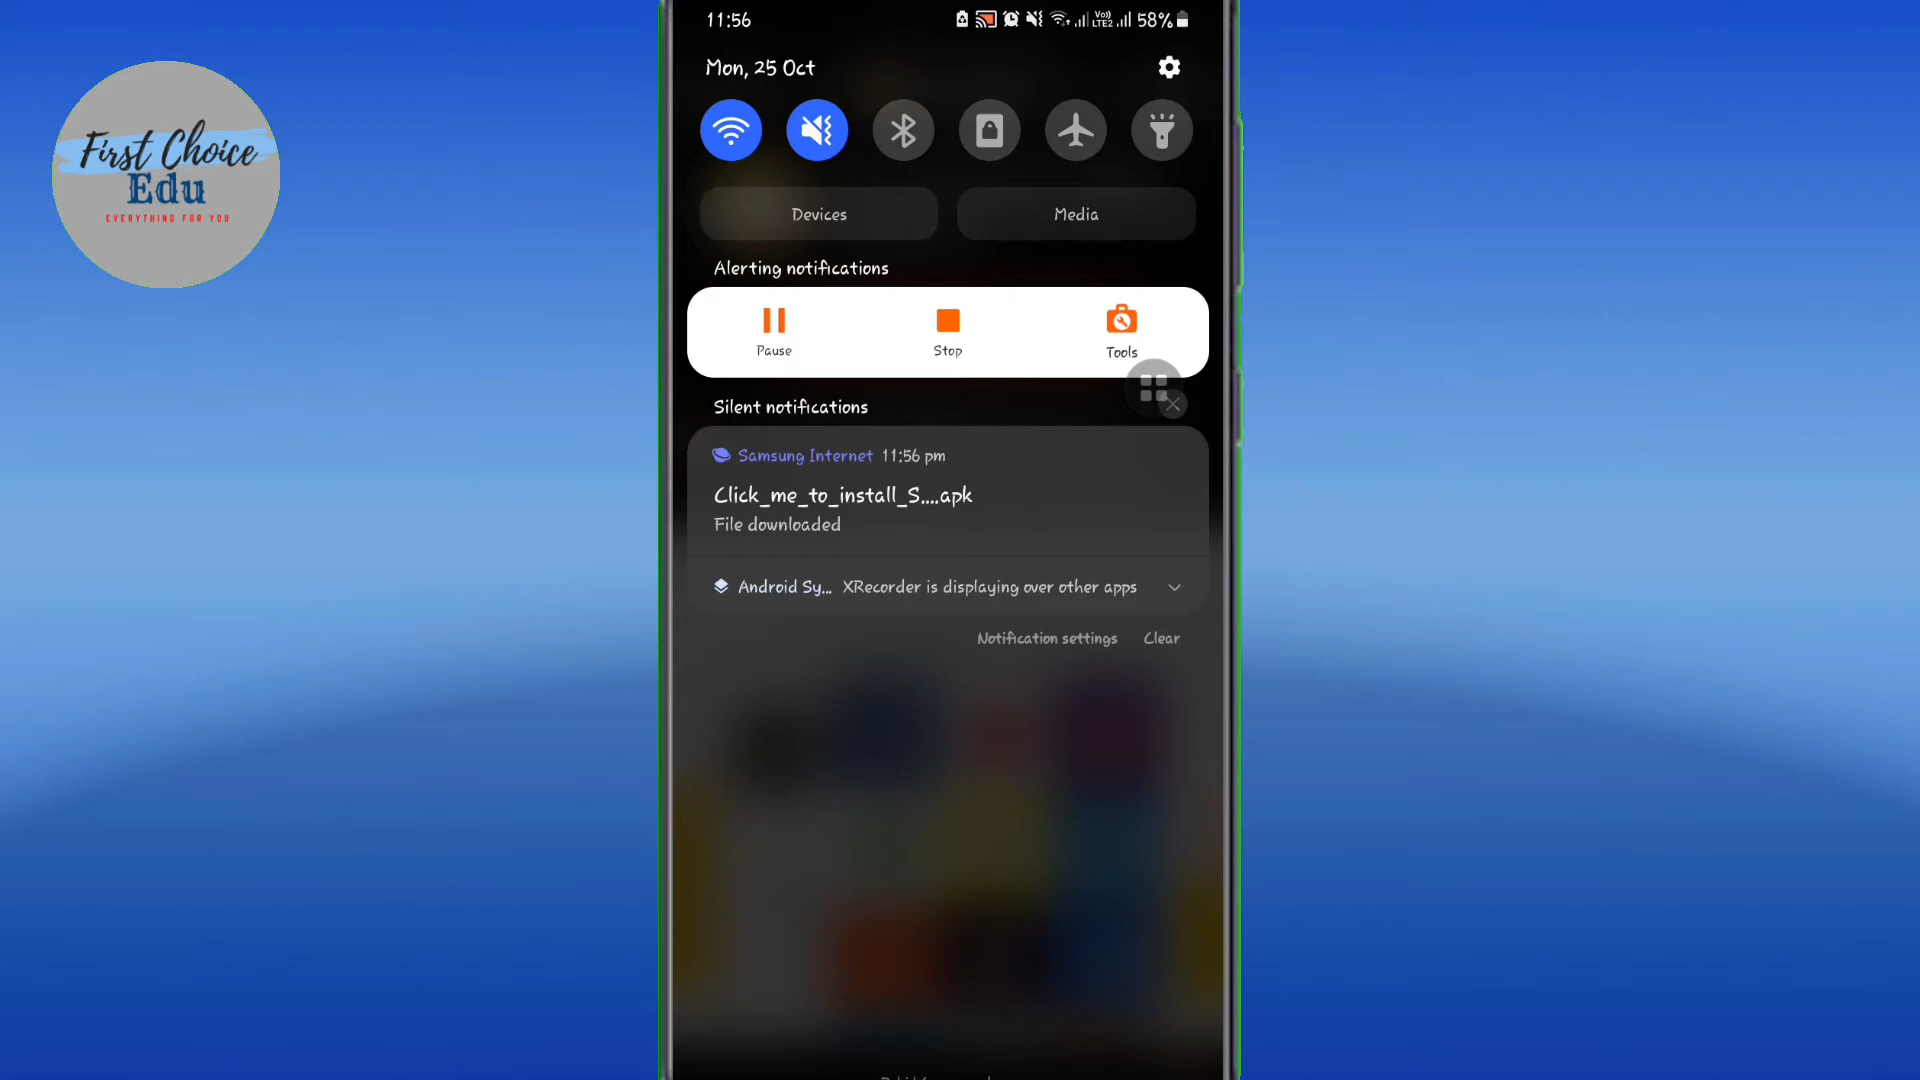 11:56
Vo)) LTE2 58%
First Choice
Edu
EVERYTHING FOR YOU
Mon, 25 Oct
Devices
Media
Alerting notifications
Pause
Stop
Tools
Silent notifications
Samsung Internet 11:56 pm
Click_me_to_install_S....apk
File downloaded
Android Sy... XRecorder is displaying over other apps
Notification settings
Clear